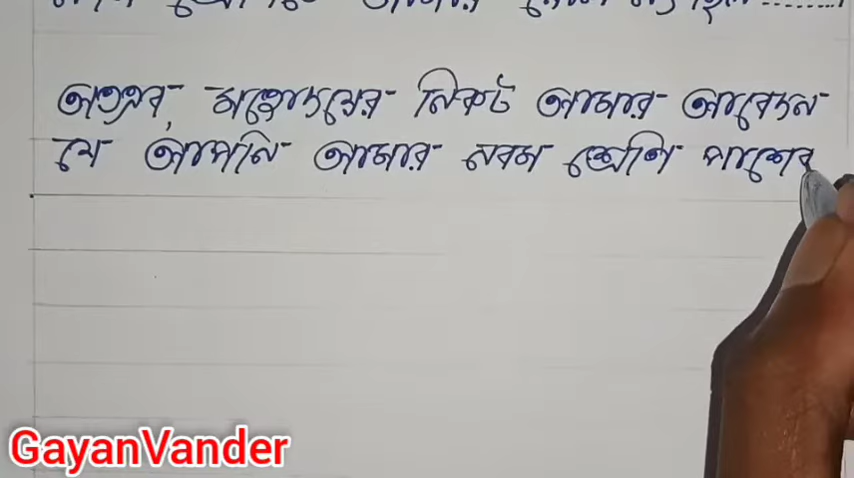 অতএব, মহোদয়ের নিকট আমার আবেদন
যে আপনি আমার নবম শ্রেণি পাশের
GayanVander